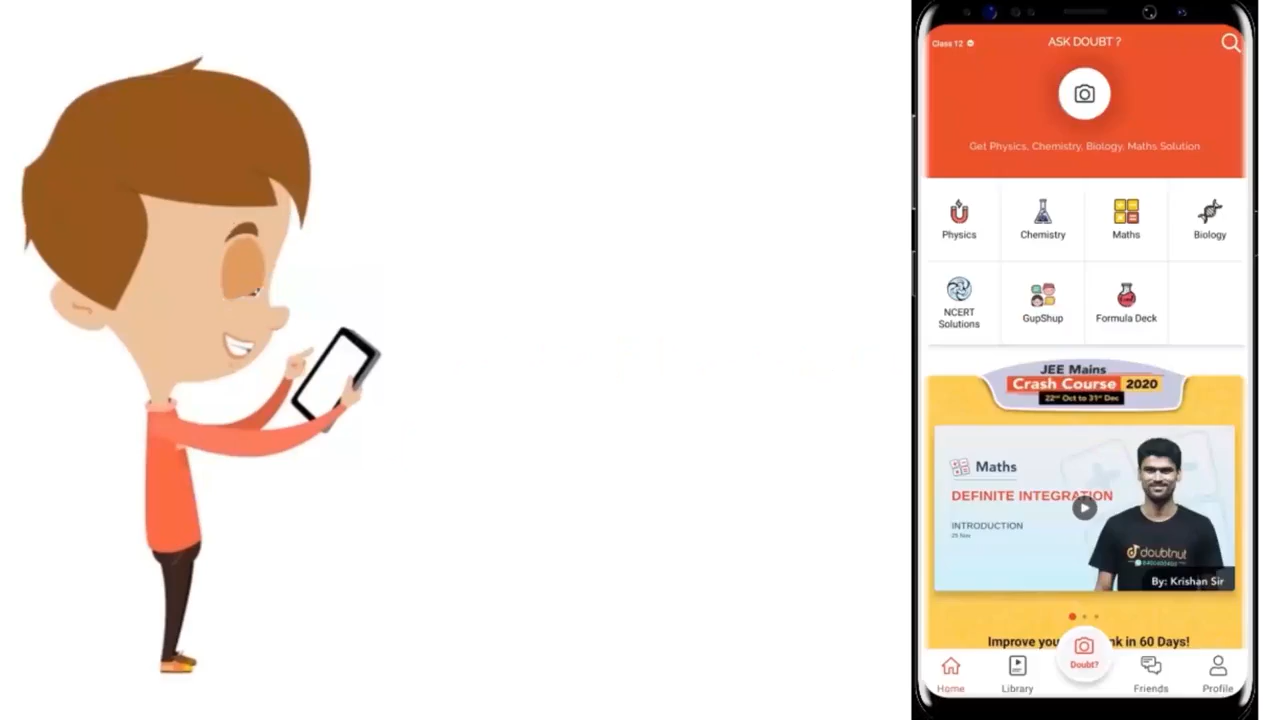 Class 12
ASK DOUBT ?
Get Physics, Chemistry, Biology, Maths Solution
Physics
Chemistry
Maths
Biology
NCERT
Solutions
GupShup
Formula Deck
JEE Mains
Crash Course 2020
22nd Oct to 31st Dec
Maths
DEFINITE INTEGRATION
INTRODUCTION
doubtnut
By: Krishan Sir
Improve you nk in 60 Days!
Doubt?
Home
Library
Friends
Profile